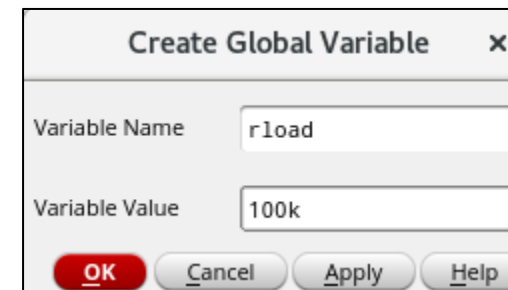 Create Global Variable ×
Variable Name rload
Variable Value 100k
OK Cancel Apply Help